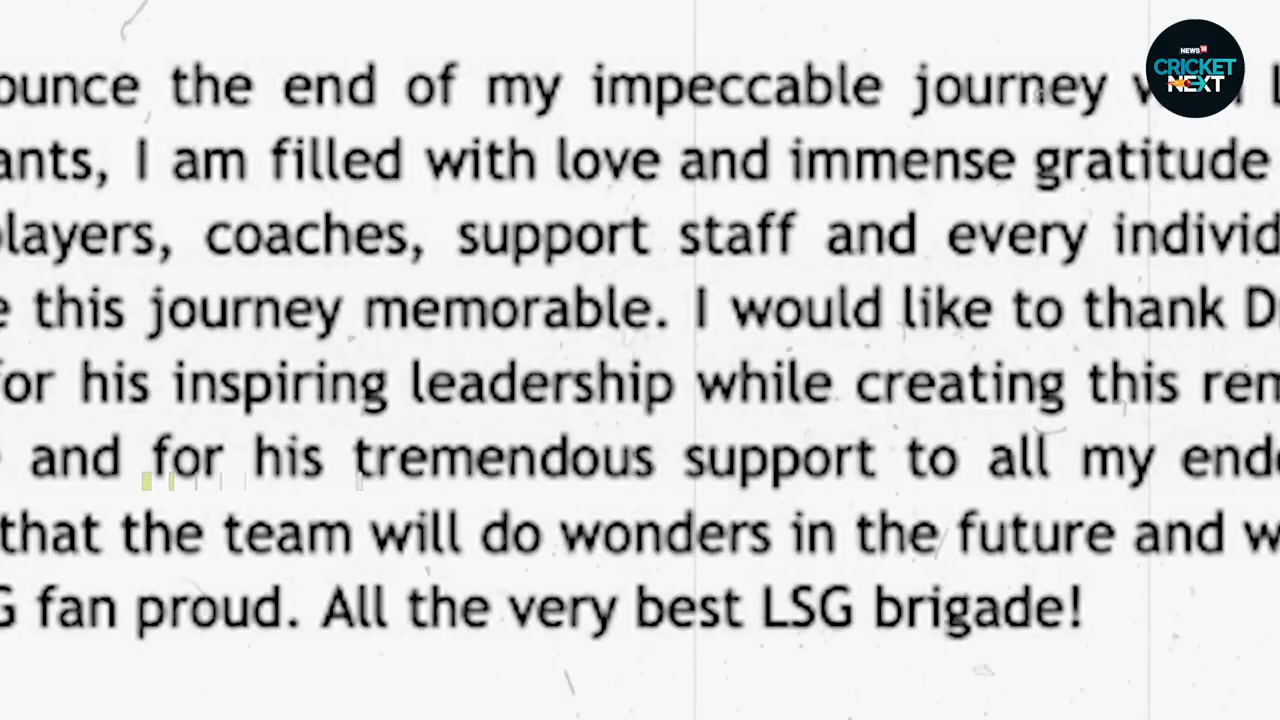 NEWS18
CRICKET
NEXT
ounce the end of my impeccable journey
ants, I am filled with love and immense gratitude
layers, coaches, support staff and every individ
e this journey memorable. I would like to thank D
for his inspiring leadership while creating this rem
and for his tremendous support to all my ende
that the team will do wonders in the future and w
G fan proud. All the very best LSG brigade!